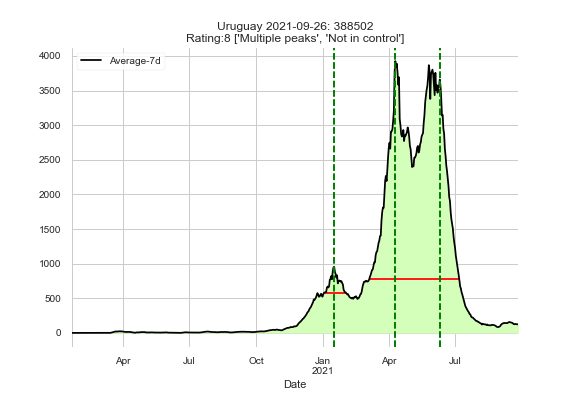 Uruguay 2021-09-26: 388502
Rating:8 ['Multiple peaks', 'Not in control']
Average-7d
4000
3500
3000
2500
2000
1500
1000
500
0
Apr Jul Oct Jan Apr Jul
2021
Date